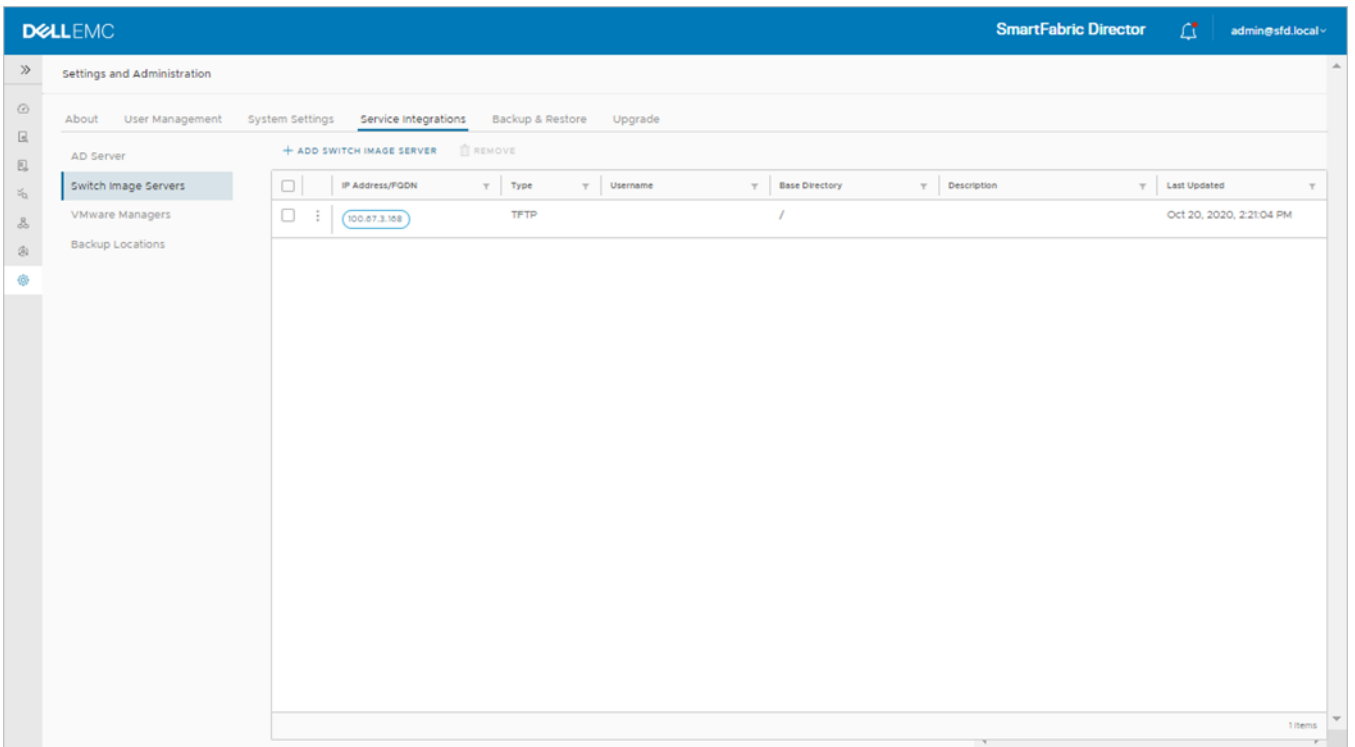 DELLEMC SmartFabric Director admin@sfd.local
Settings and Administration
About User Management System Settings Service Integrations Backup & Restore Upgrade
AD Server
Switch Image Servers
VMware Managers
Backup Locations
+ ADD SWITCH IMAGE SERVER REMOVE
IP Address/FQDN Type Username Base Directory Description Last Updated
100.67.3.168 TFTP / Oct 20, 2020, 2:21:04 PM
1 items